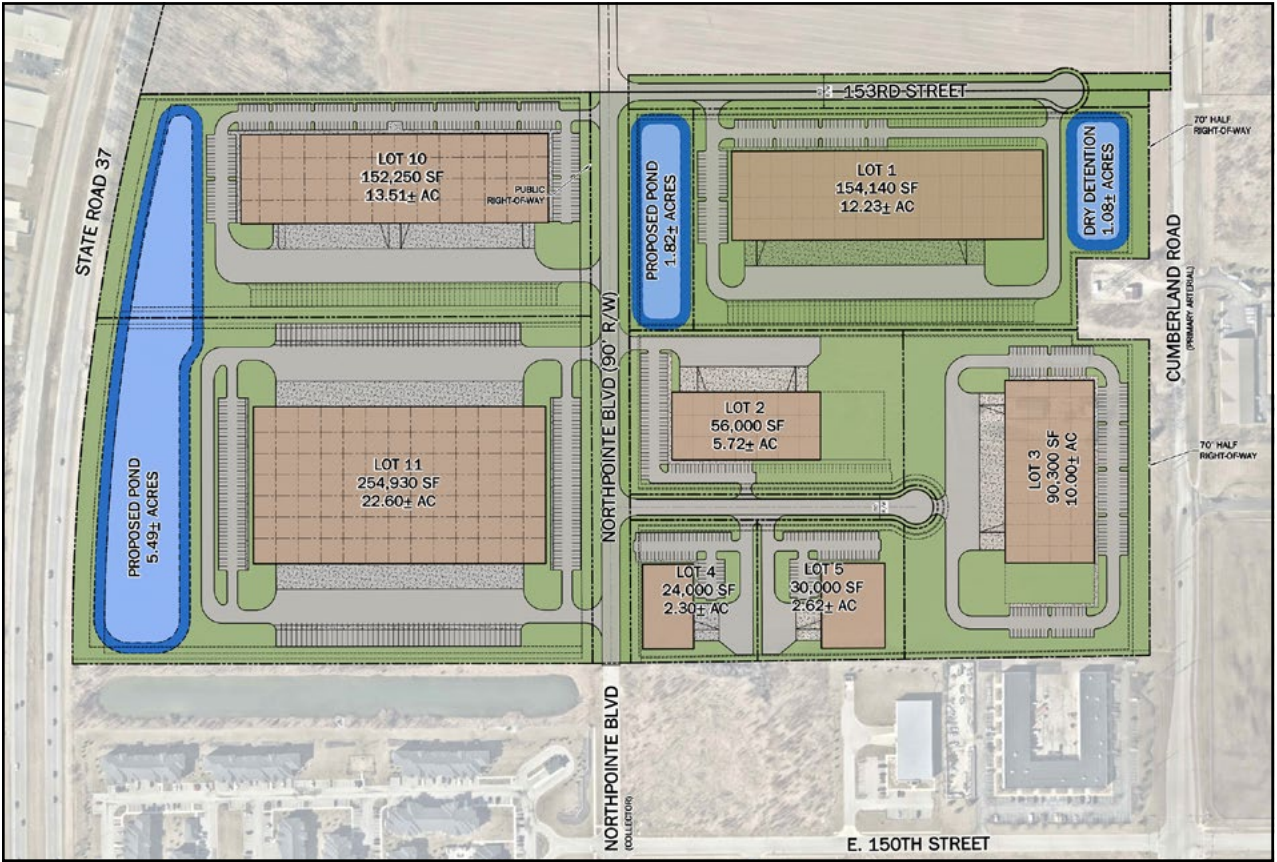 153RD STREET
70' HALF
RIGHT-OF-WAY
STATE ROAD 37
LOT 10
152,250 SF
13.51± AC
PUBLIC
RIGHT-OF-WAY
PROPOSED POND
1.82± ACRES
LOT 1
154,140 SF
12.23± AC
DRY DETENTION
1.08± ACRES
CUMBERLAND ROAD
(PRIMARY ARTERIAL)
NORTHPOINTE BLVD (90' R/W)
PROPOSED POND
5.49± ACRES
LOT 11
254,930 SF
22.60± AC
LOT 2
56,000 SF
5.72± AC
LOT 3
90,300 SF
10.00± AC
70' HALF
RIGHT-OF-WAY
LOT 4
24,000 SF
2.30± AC
LOT 5
30,000 SF
2.62± AC
NORTHPOINTE BLVD
(COLLECTOR)
E. 150TH STREET